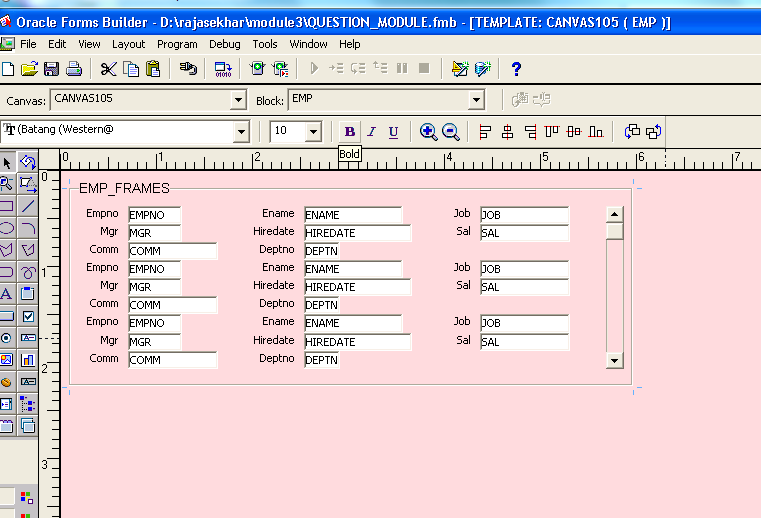 Oracle Forms Builder - D:\rajasekhar\module3\QUESTION_MODULE.fmb - [TEMPLATE: CANVAS105 ( EMP )]
File Edit View Layout Program Debug Tools Window Help
Canvas: CANVAS105 Block: EMP
(Batang (Western@ 10 B I U
Bold
0 1 2 4 5 6 7
0
EMP_FRAMES
Empno EMPNO Ename ENAME Job JOB
Mgr MGR Hiredate HIREDATE Sal SAL
Comm COMM Deptno DEPTN
Empno EMPNO Ename ENAME Job JOB
1
Mgr MGR Hiredate HIREDATE Sal SAL
Comm COMM Deptno DEPTN
Empno EMPNO Ename ENAME Job JOB
Mgr MGR Hiredate HIREDATE Sal SAL
Comm COMM Deptno DEPTN
2
3